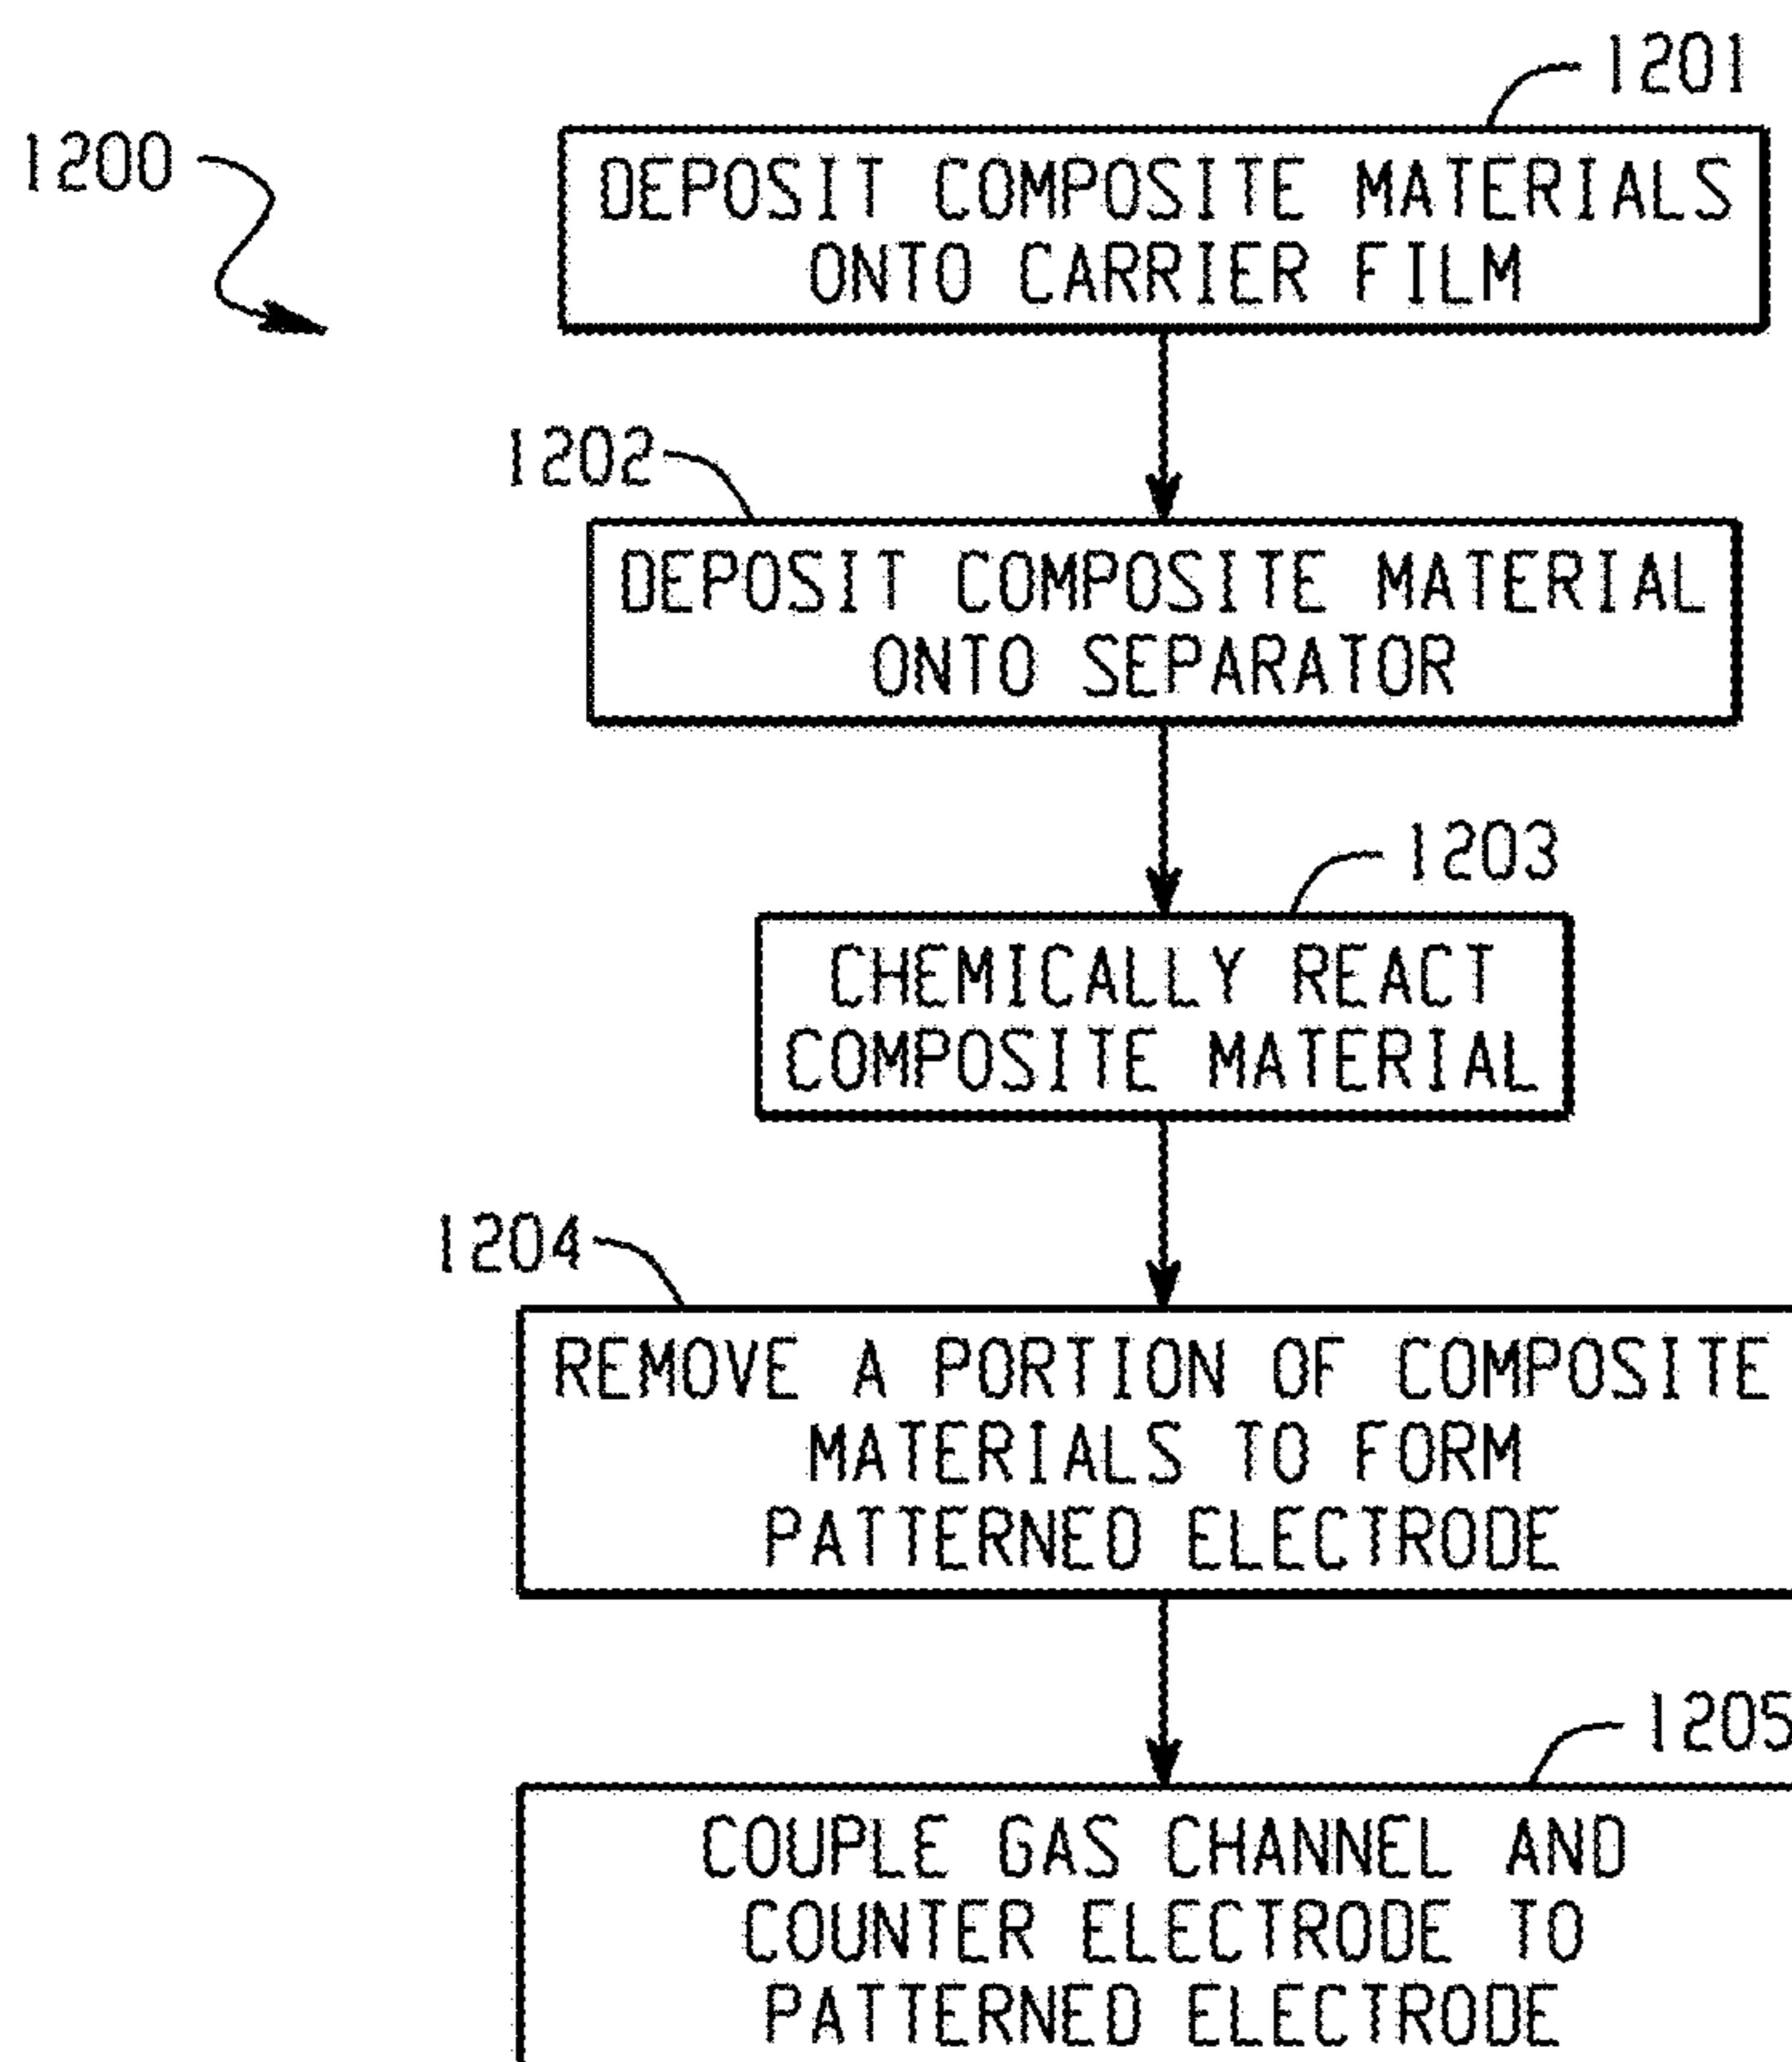 1201
1200
DEPOSIT COMPOSITE MATERIALS
ONTO CARRIER FILM
1202
DEPOSIT COMPOSITE MATERIAL
ONTO SEPARATOR
1203
CHEMICALLY REACT
COMPOSITE MATERIAL
1204
REMOVE A PORTION OF COMPOSITE
MATERIALS TO FORM
PATTERNED ELECTRODE
1205
COUPLE GAS CHANNEL AND
COUNTER ELECTRODE TO
PATTERNED ELECTRODE